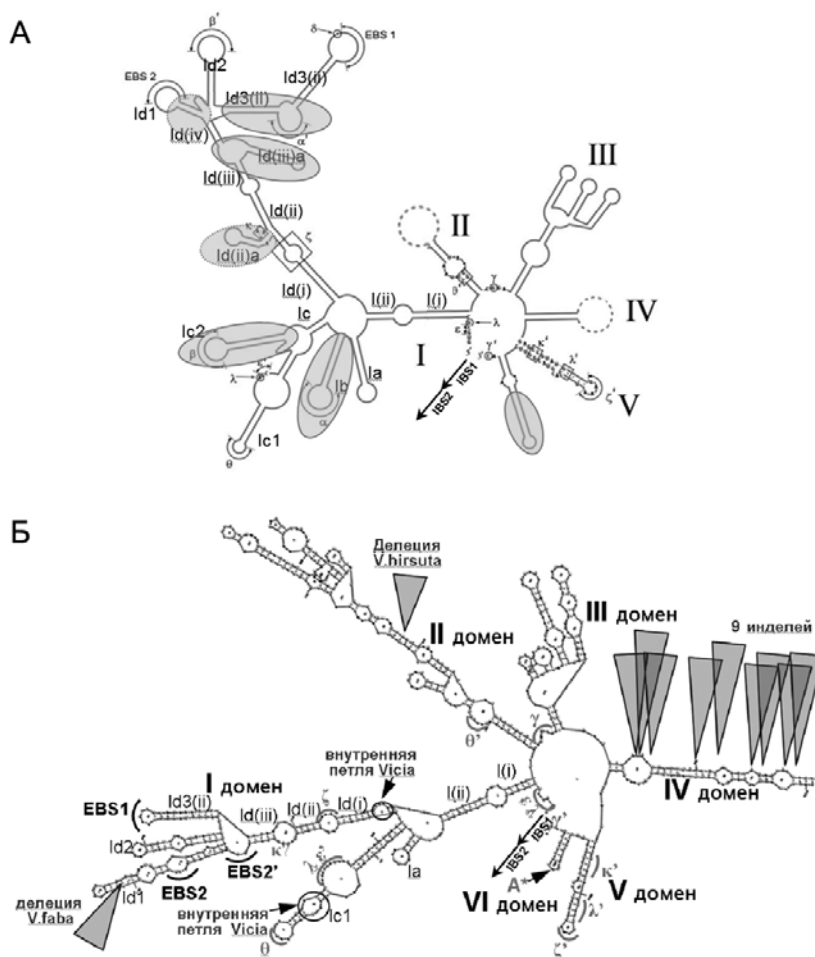 А
β'
δ
EBS 1
Id2
EBS 2
Id3(ii)
Id3(ii)
Id1
Id(iv)
α'
Id(iii)a
Id(iii)
III
Id(ii)
II
κ
ζ
Id(ii)a
Id(i)
I(ii)
I(i)
γ
θ'
IV
Ic
λ
ε'
Ic2
γ'
κ'
β
I
λ'
λ
Ia
Ib
IBS1
IBS2
ζ'
V
α
Ic1
θ
Б
Делеция
V.hirsuta
III домен
II домен
9 инделей
внутренняя
петля Vicia
θ'
γ
I домен
I(i)
IV домен
EBS1
Id3(ii)
Id(iii)
Id(ii)
ζ
Id(i)
I(ii)
Id2
κ
EBS2'
IBS1
IBS2
EBS2
Ia
Id1
A*
κ'
V домен
VI домен
λ'
делеция
V.faba
внутренняя
петля Vicia
Ic1
θ
ζ'